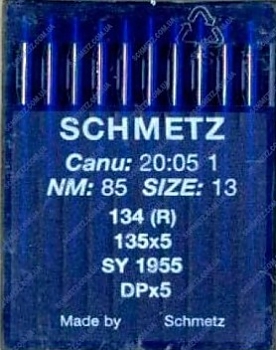 SCHMETZ
Canu: 20:05 1
NM: 85 SIZE: 13
134 (R)
135x5
SY 1955
DPx5
Made by Schmetz